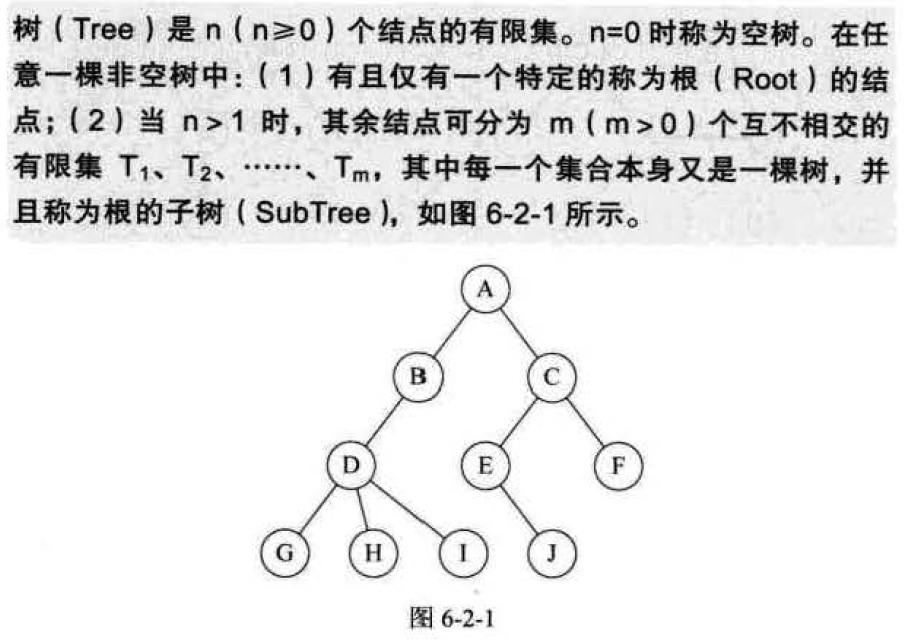 树（Tree）是 n（n≥0）个结点的有限集。n=0 时称为空树。在任
意一棵非空树中：（1）有且仅有一个特定的称为根（Root）的结
点；（2）当 n＞1 时，其余结点可分为 m（m＞0）个互不相交的
有限集 T₁、T₂、……、Tₘ，其中每一个集合本身又是一棵树，并
且称为根的子树（SubTree），如图 6-2-1 所示。
A
B C
D E F
G H I J
图 6-2-1